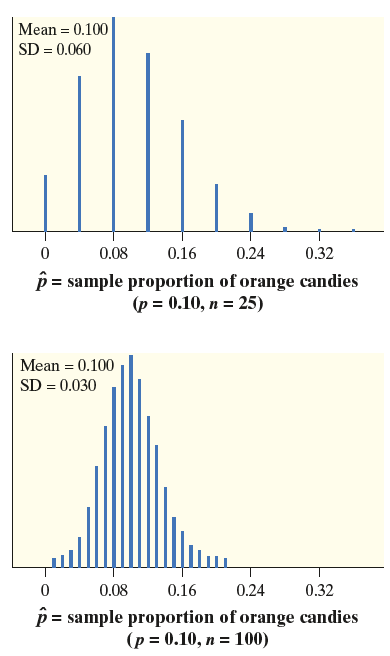 Mean = 0.100
SD = 0.060
0 0.08 0.16 0.24 0.32
p̂ = sample proportion of orange candies
(p = 0.10, n = 25)
Mean = 0.100
SD = 0.030
0 0.08 0.16 0.24 0.32
p̂ = sample proportion of orange candies
(p = 0.10, n = 100)